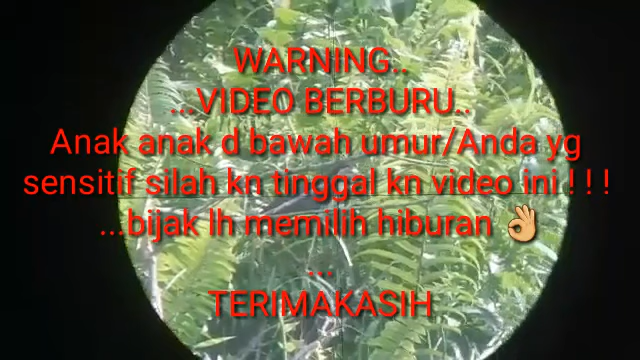 WARNING..
...VIDEO BERBURU..
Anak anak d bawah umur/Anda yg
sensitif silah kn tinggal kn video ini ! ! !
...bijak lh memilih hiburan 👌
...
TERIMAKASIH